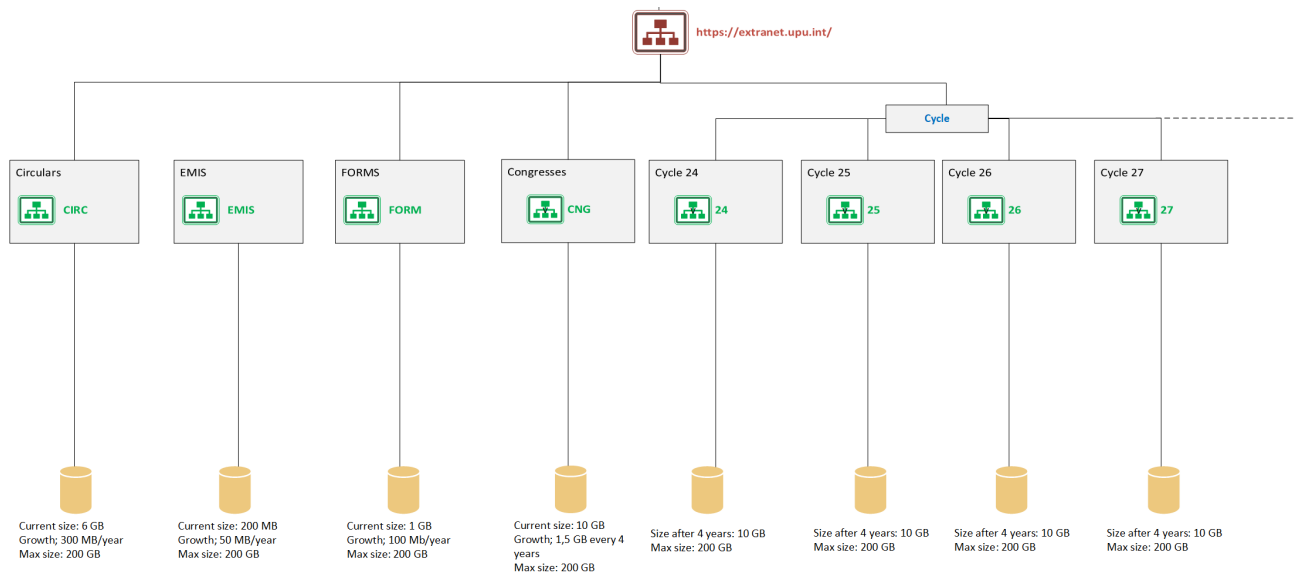 https://extranet.upu.int/
Cycle
Circulars
CIRC
EMIS
EMIS
FORMS
FORM
Congresses
CNG
Cycle 24
24
Cycle 25
25
Cycle 26
26
Cycle 27
27
Current size: 6 GB
Growth; 300 MB/year
Max size: 200 GB
Current size: 200 MB
Growth; 50 MB/year
Max size: 200 GB
Current size: 1 GB
Growth; 100 Mb/year
Max size: 200 GB
Current size: 10 GB
Growth; 1,5 GB every 4
years
Max size: 200 GB
Size after 4 years: 10 GB
Max size: 200 GB
Size after 4 years: 10 GB
Max size: 200 GB
Size after 4 years: 10 GB
Max size: 200 GB
Size after 4 years: 10 GB
Max size: 200 GB